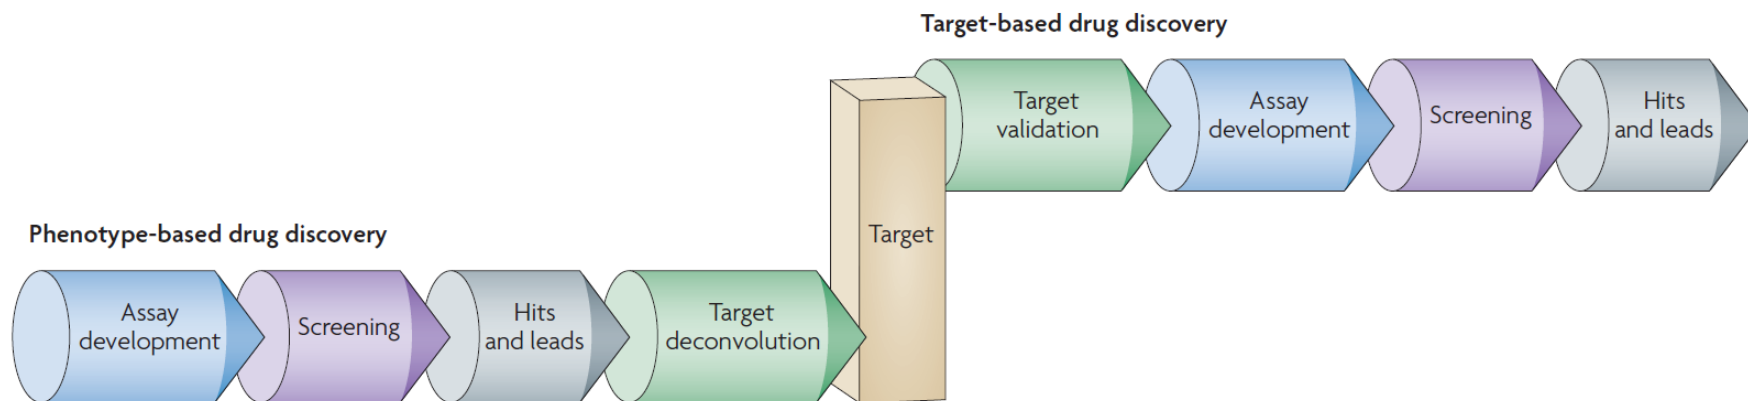 Target-based drug discovery
Target
validation
Assay
development
Screening
Hits
and leads
Phenotype-based drug discovery
Assay
development
Screening
Hits
and leads
Target
deconvolution
Target